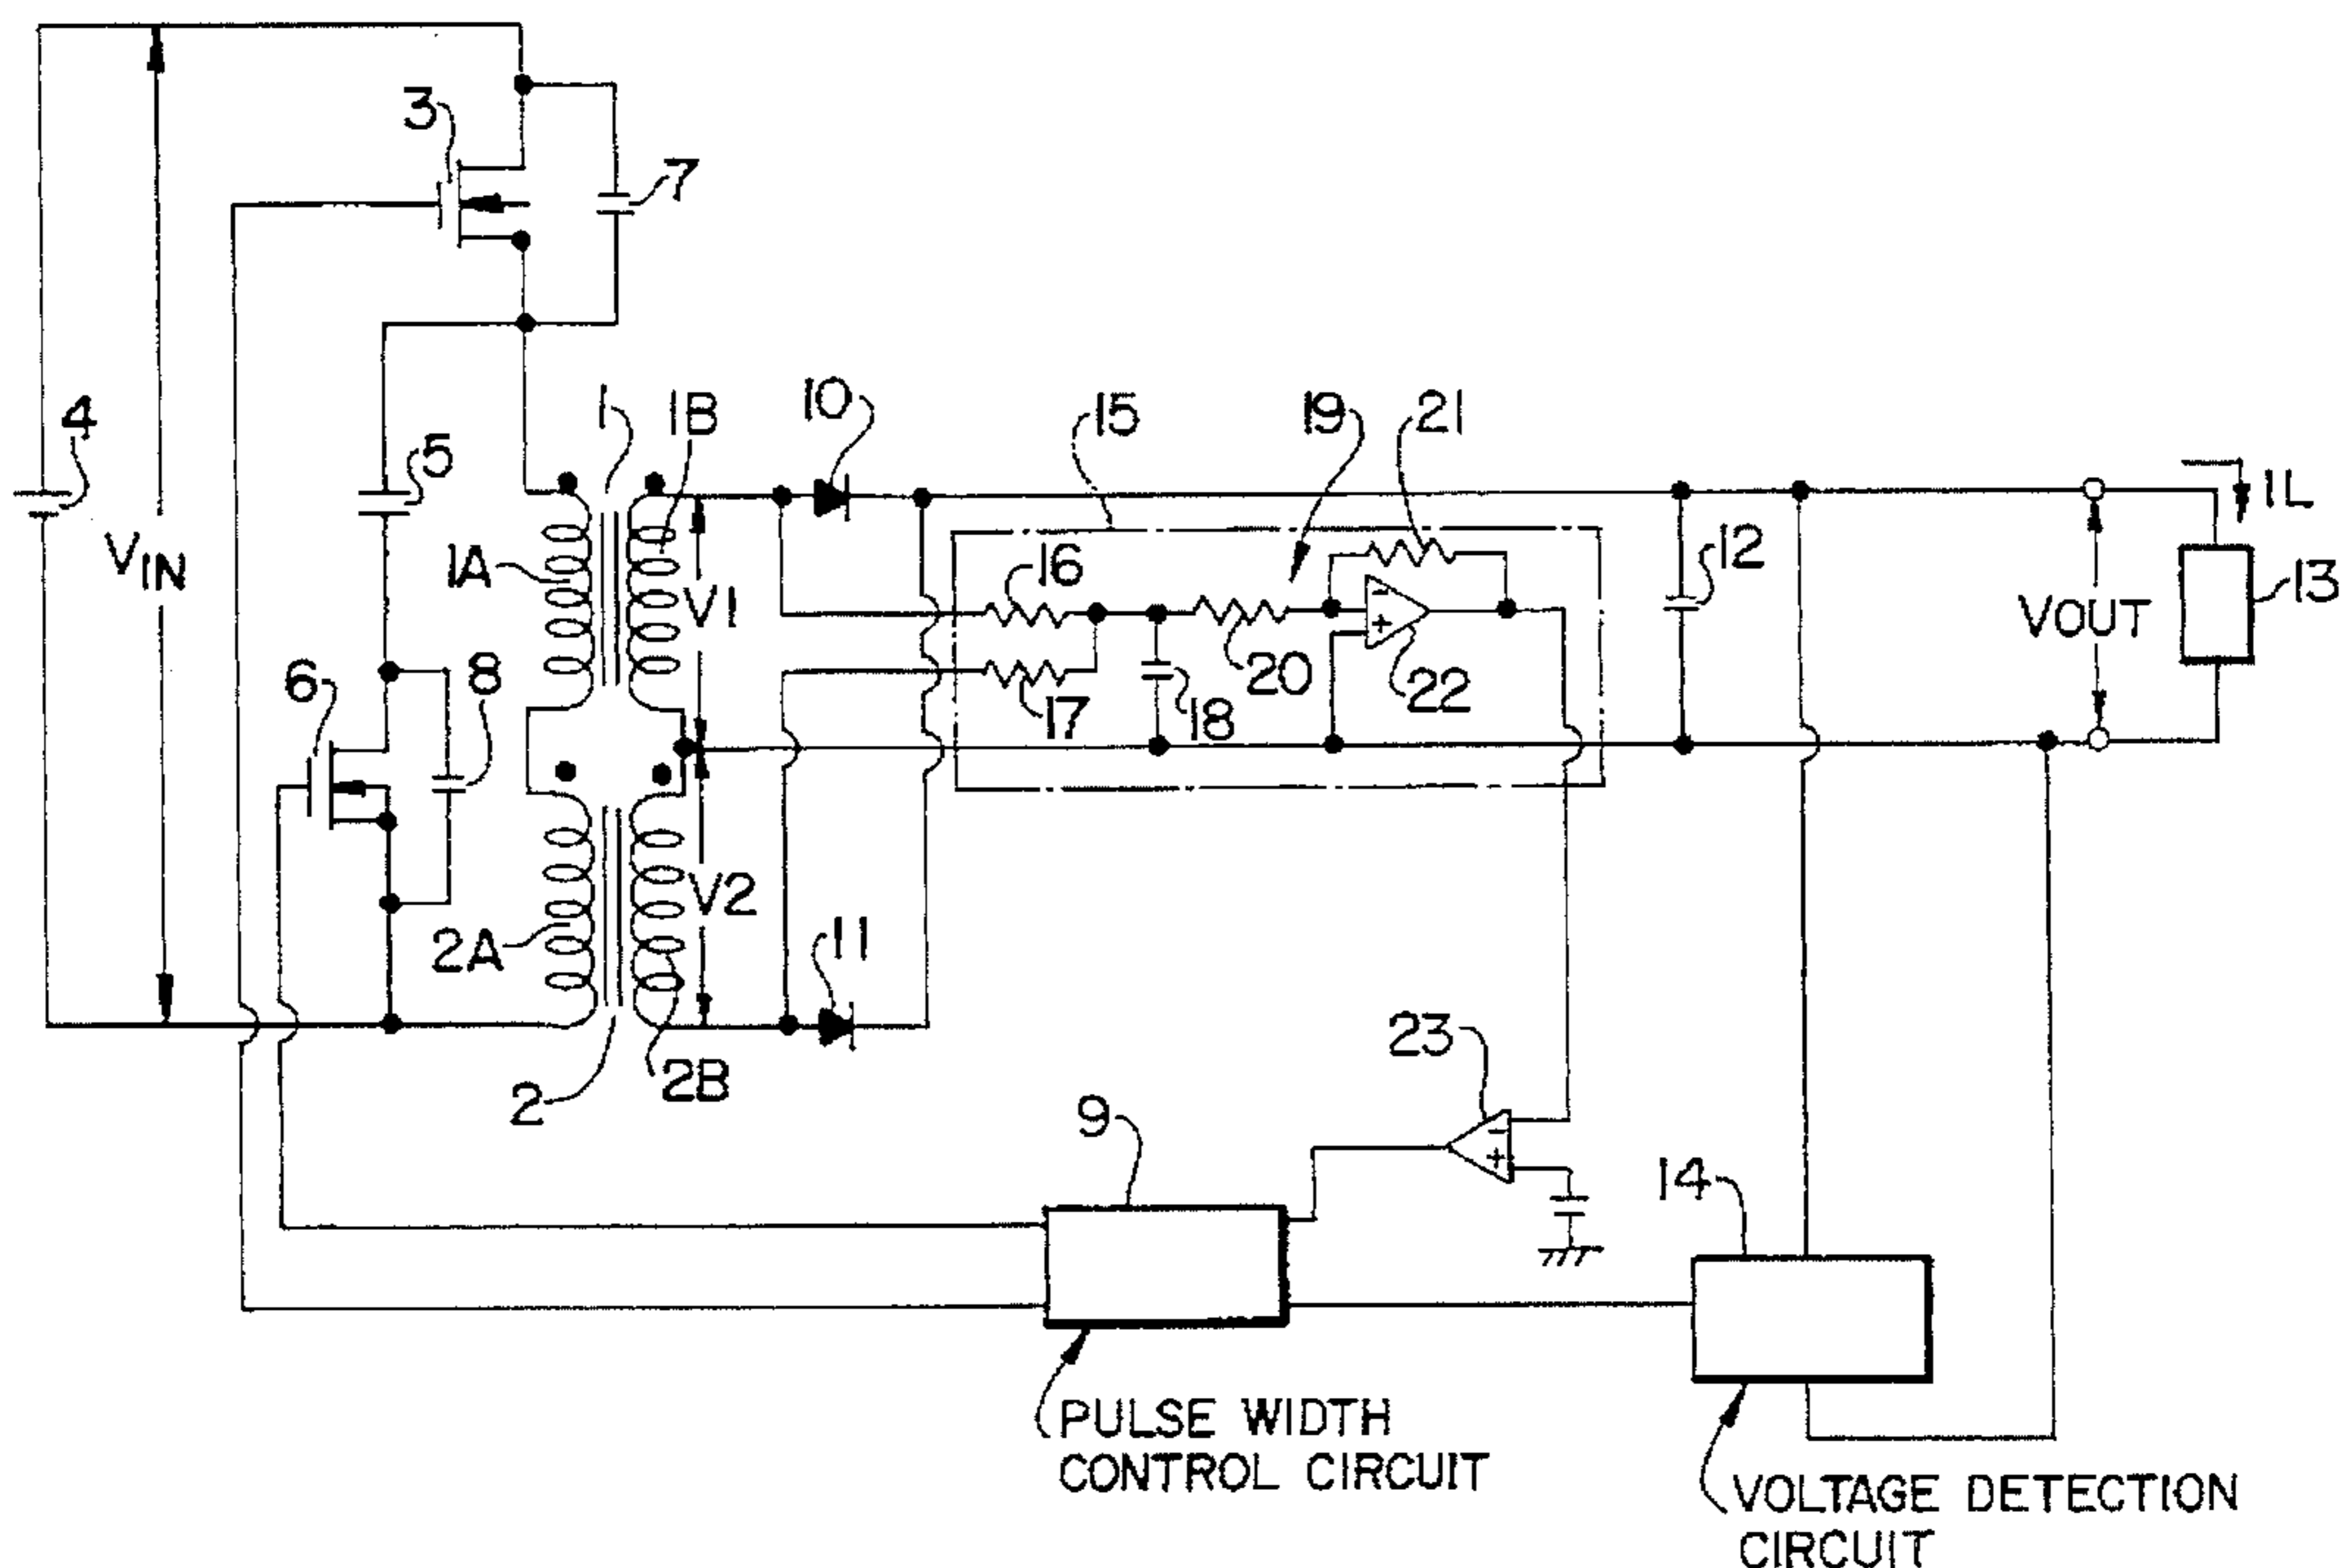 3
7
4
VIN
5
1
1B
10
15
19
21
1L
1A
V1
16
12
VOUT
13
6
8
17
18
20
22
2A
V2
11
2
2B
23
9
14
PULSE WIDTH
CONTROL CIRCUIT
VOLTAGE DETECTION
CIRCUIT
- +
- +